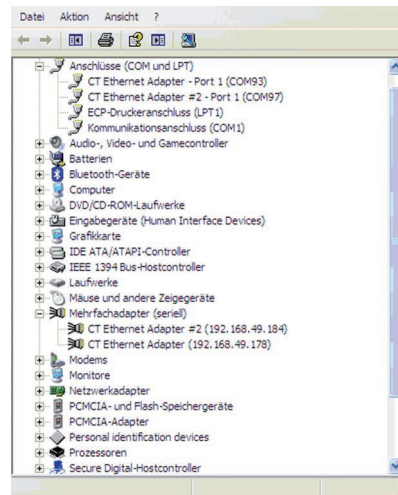 Datei Aktion Ansicht ?
Anschlüsse (COM und LPT)
CT Ethernet Adapter - Port 1 (COM93)
CT Ethernet Adapter #2 - Port 1 (COM97)
ECP-Druckeranschluss (LPT1)
Kommunikationsanschluss (COM1)
Audio-, Video- und Gamecontroller
Batterien
Bluetooth-Geräte
Computer
DVD/CD-ROM-Laufwerke
Eingabegeräte (Human Interface Devices)
Grafikkarte
IDE ATA/ATAPI-Controller
IEEE 1394 Bus-Hostcontroller
Laufwerke
Mäuse und andere Zeigegeräte
Mehrfachadapter (seriell)
CT Ethernet Adapter #2 (192.168.49.184)
CT Ethernet Adapter (192.168.49.178)
Modems
Monitore
Netzwerkadapter
PCMCIA- und Flash-Speichergeräte
PCMCIA-Adapter
Personal identification devices
Prozessoren
Secure Digital-Hostcontroller